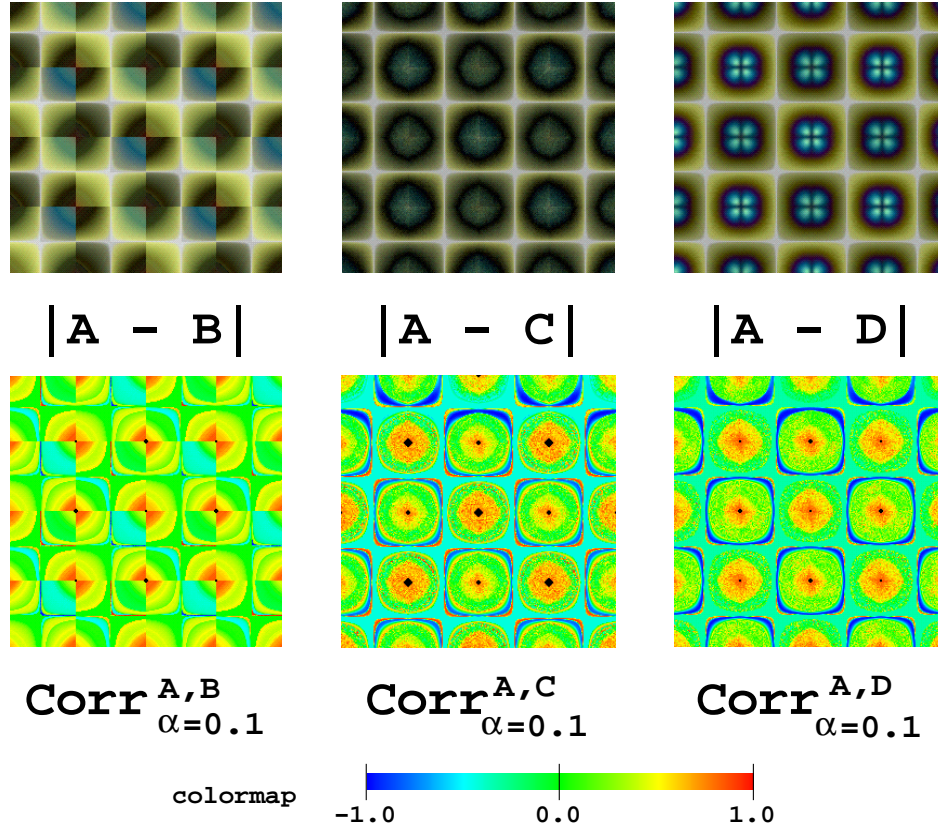 |A - B| |A - C| |A - D|
Corr A,B α=0.1 Corr A,C α=0.1 Corr A,D α=0.1
colormap
-1.0 0.0 1.0